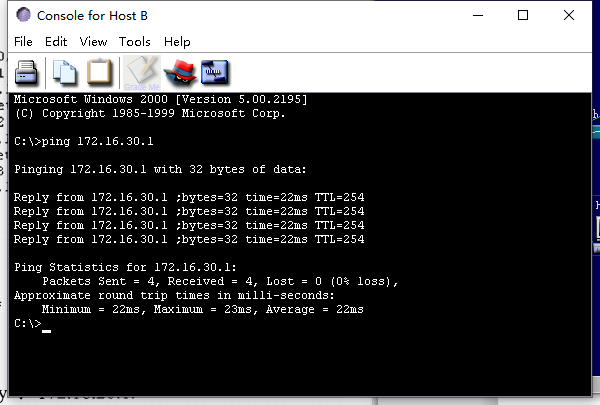 Console for Host B
File Edit View Tools Help
Grade Me
Microsoft Windows 2000 [Version 5.00.2195]
(C) Copyright 1985-1999 Microsoft Corp.
C:\>ping 172.16.30.1
Pinging 172.16.30.1 with 32 bytes of data:
Reply from 172.16.30.1 ;bytes=32 time=22ms TTL=254
Reply from 172.16.30.1 ;bytes=32 time=22ms TTL=254
Reply from 172.16.30.1 ;bytes=32 time=22ms TTL=254
Reply from 172.16.30.1 ;bytes=32 time=22ms TTL=254
Ping Statistics for 172.16.30.1:
Packets Sent = 4, Received = 4, Lost = 0 (0% loss),
Approximate round trip times in milli-seconds:
Minimum = 22ms, Maximum = 23ms, Average = 22ms
C:\>